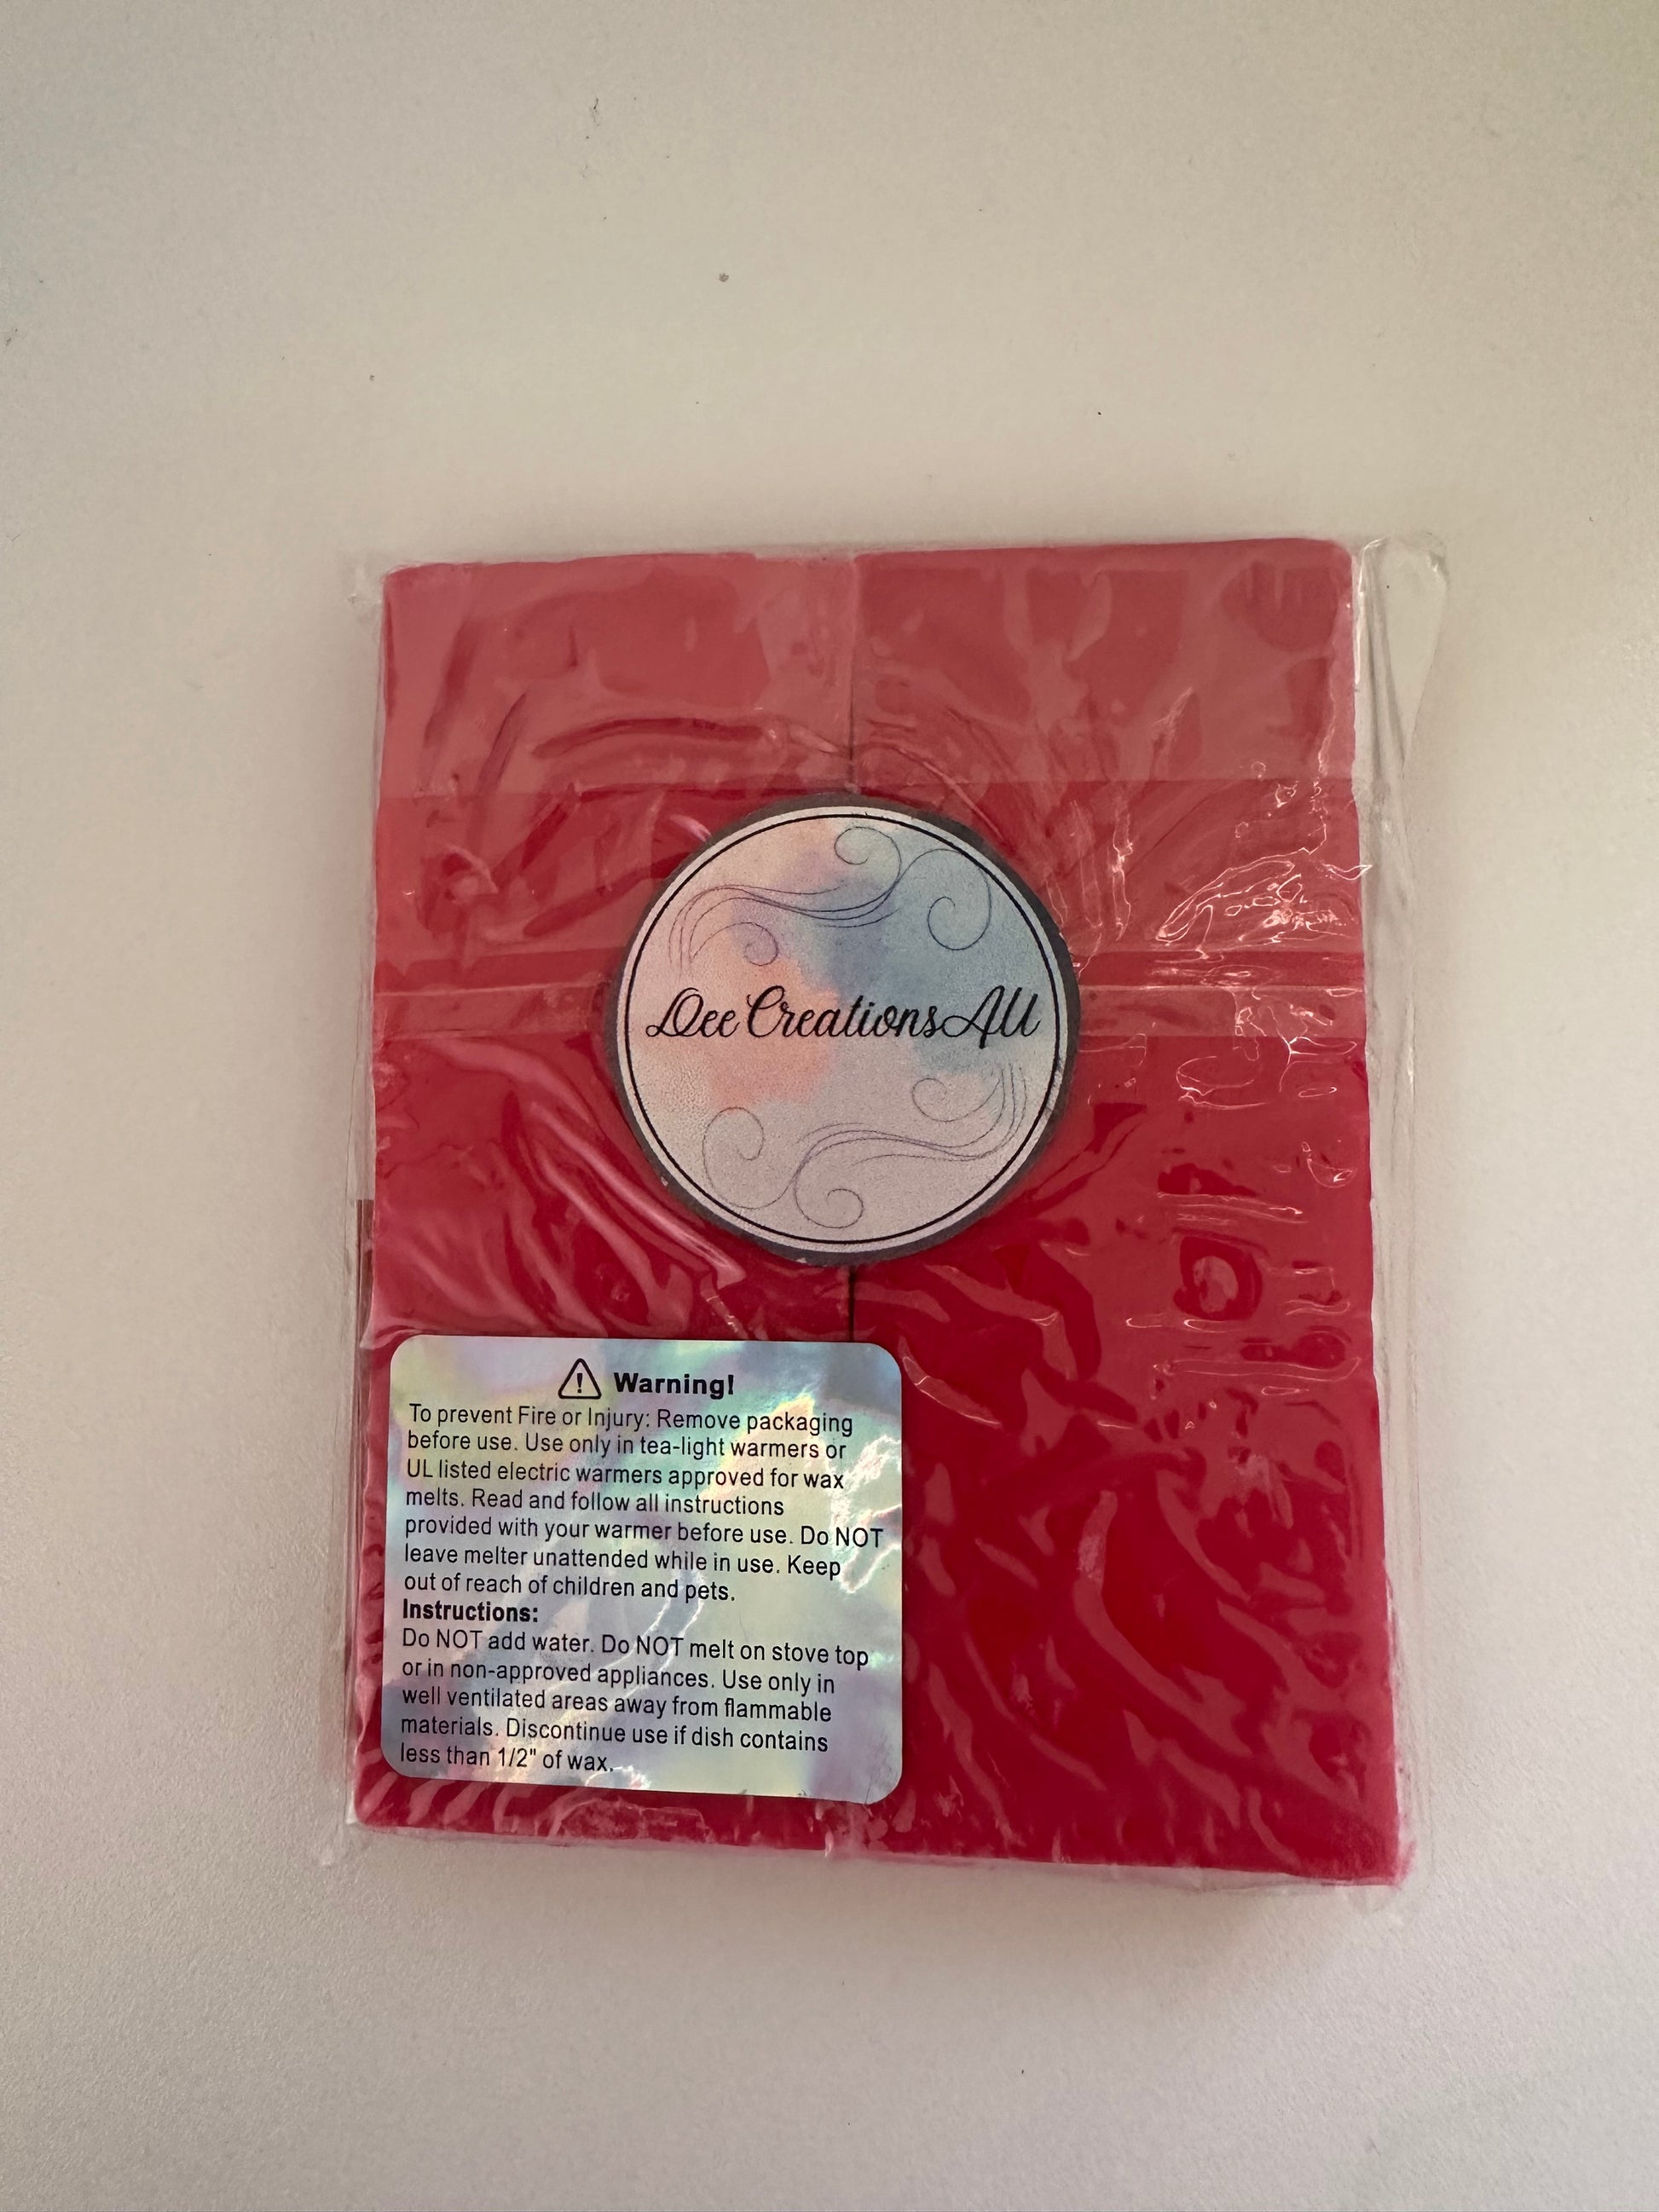 Dee CreationsAU
Warning!
To prevent Fire or Injury: Remove packaging
before use. Use only in tea-light warmers or
UL listed electric warmers approved for wax
melts. Read and follow all instructions
provided with your warmer before use. Do NOT
leave melter unattended while in use. Keep
out of reach of children and pets.
Instructions:
Do NOT add water. Do NOT melt on stove top
or in non-approved appliances. Use only in
well ventilated areas away from flammable
materials. Discontinue use if dish contains
less than 1/2" of wax.